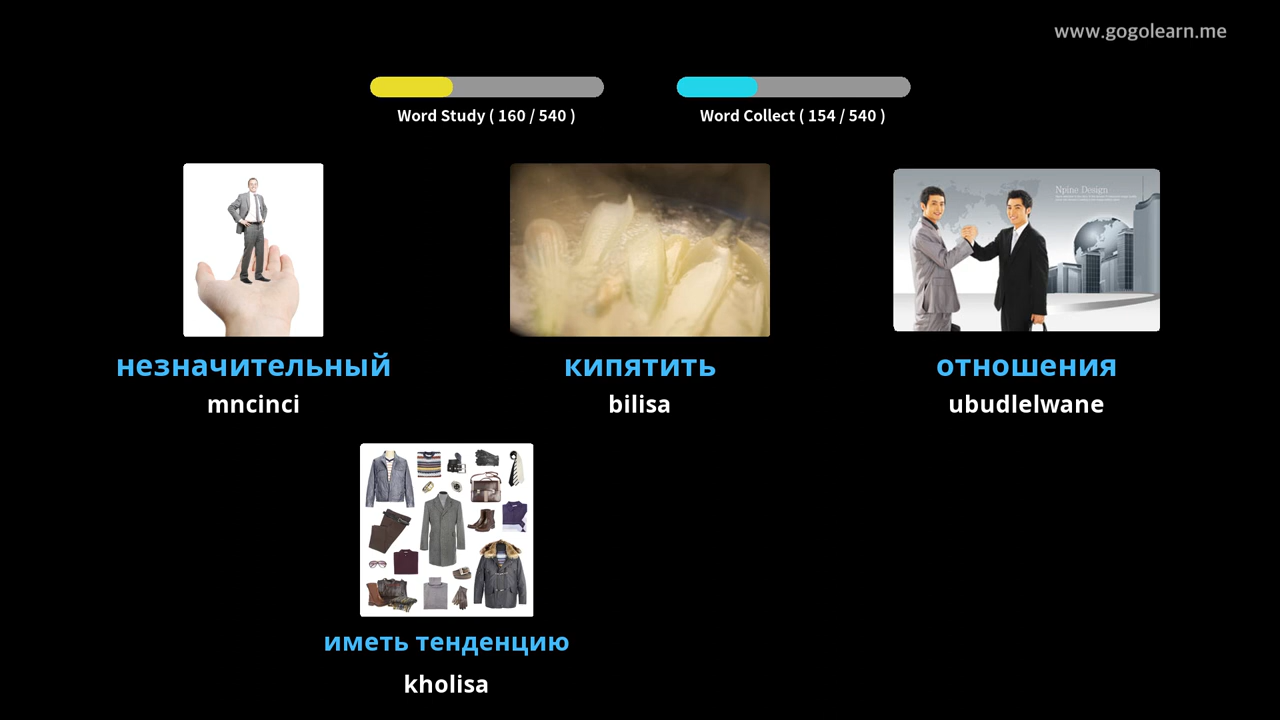 www.gogolearn.me
Word Study ( 160 / 540 )
Word Collect ( 154 / 540 )
Npine Design
незначительный
кипятить
отношения
mncinci
bilisa
ubudlelwane
иметь тенденцию
kholisa